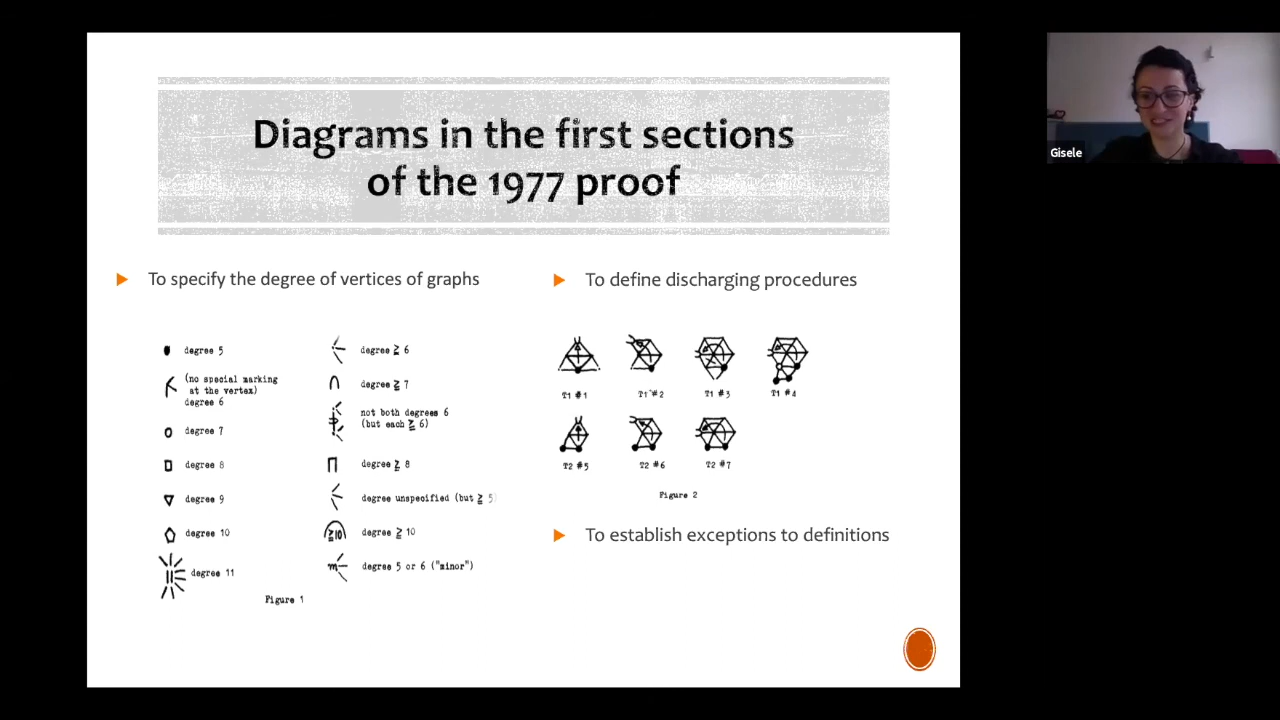 Diagrams in the first sections
of the 1977 proof
To specify the degree of vertices of graphs
degree 5
(no special marking
at the vertex)
degree 6
degree 7
degree 8
degree 9
degree 10
degree 11
degree ≧ 6
degree ≧ 7
not both degrees 6
(but each ≧ 6)
degree ≧ 8
degree unspecified (but ≧ 5)
≧10 degree ≧ 10
m degree 5 or 6 ("minor")
Figure 1
To define discharging procedures
T1 #1 T1 #2 T1 #3 T1 #4
T2 #5 T2 #6 T2 #7
Figure 2
To establish exceptions to definitions
Gisele